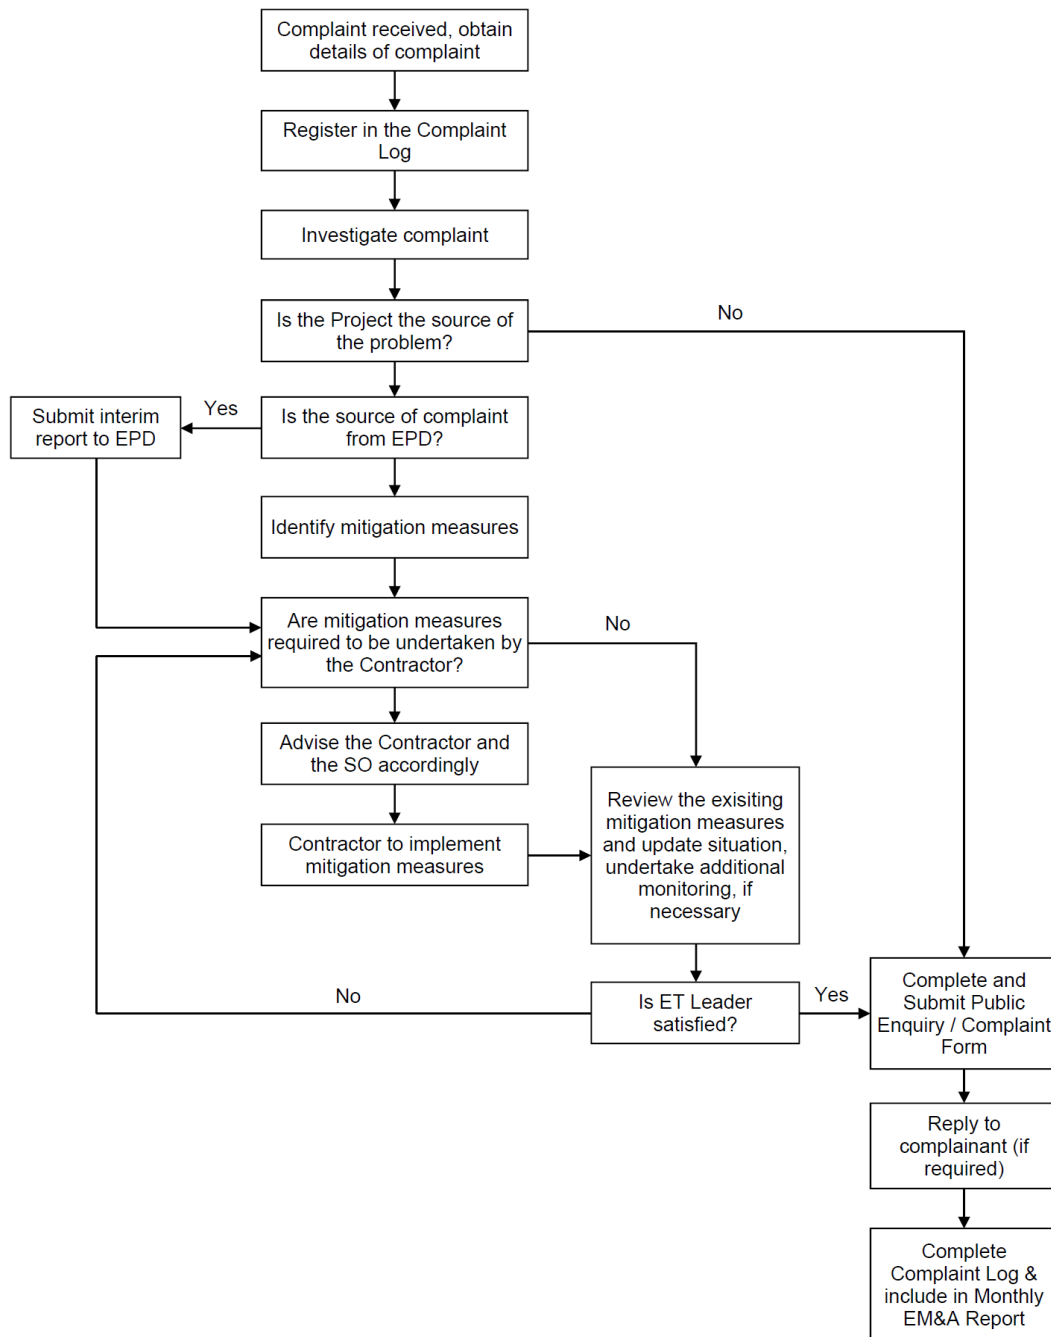 Complaint received, obtain
details of complaint
Register in the Complaint
Log
Investigate complaint
Is the Project the source of
the problem?
No
Submit interim
report to EPD
Yes
Is the source of complaint
from EPD?
Identify mitigation measures
Are mitigation measures
required to be undertaken by
the Contractor?
No
Advise the Contractor and
the SO accordingly
Contractor to implement
mitigation measures
Review the exisiting
mitigation measures
and update situation,
undertake additional
monitoring, if
necessary
No
Is ET Leader
satisfied?
Yes
Complete and
Submit Public
Enquiry / Complaint
Form
Reply to
complainant (if
required)
Complete
Complaint Log &
include in Monthly
EM&A Report